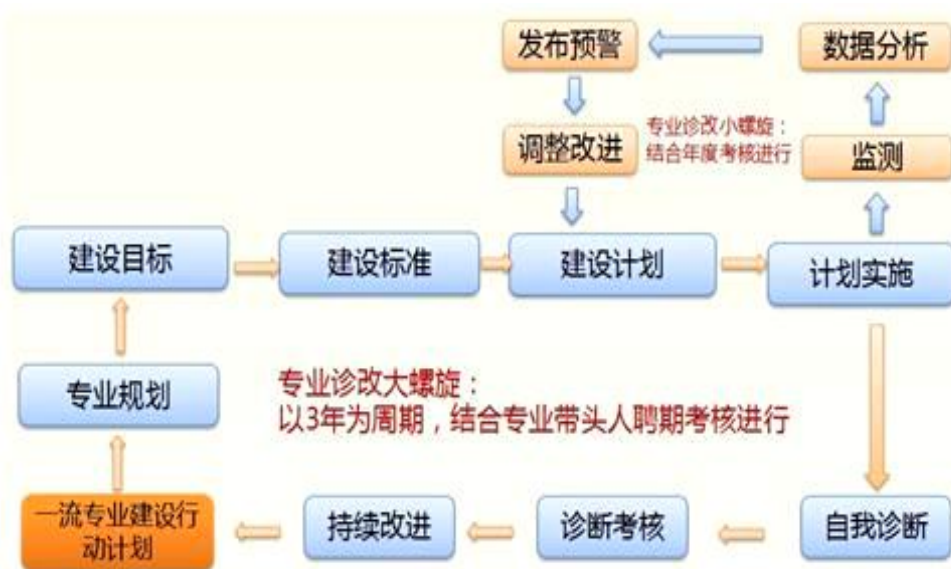 发布预警
数据分析
调整改进
专业诊改小螺旋：
结合年度考核进行
监测
建设目标
建设标准
建设计划
计划实施
专业规划
专业诊改大螺旋：
以3年为周期，结合专业带头人聘期考核进行
一流专业建设行
动计划
持续改进
诊断考核
自我诊断